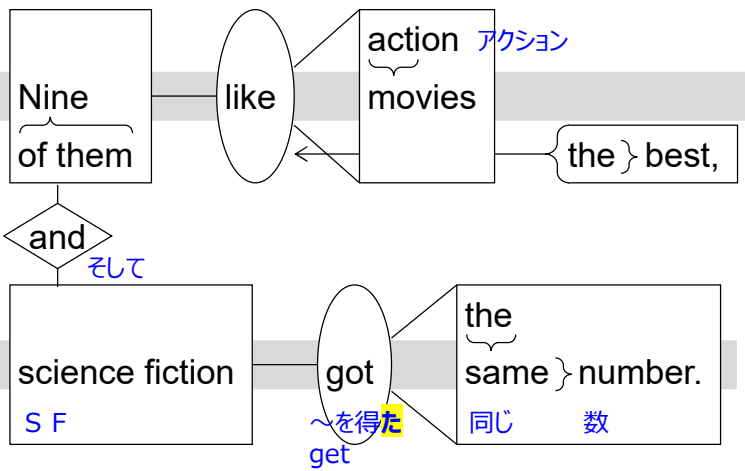 action アクション
Nine like movies
of them the best,
and
そして
the
science fiction got same number.
ＳＦ ～を得た 同じ 数
get